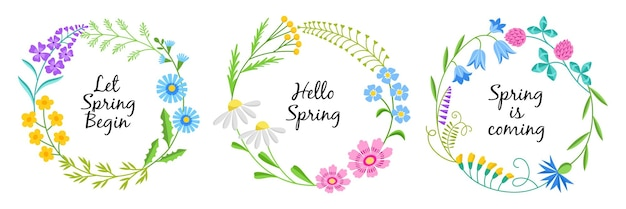 Let
Spring
Begin
Hello
Spring
Spring
is
coming